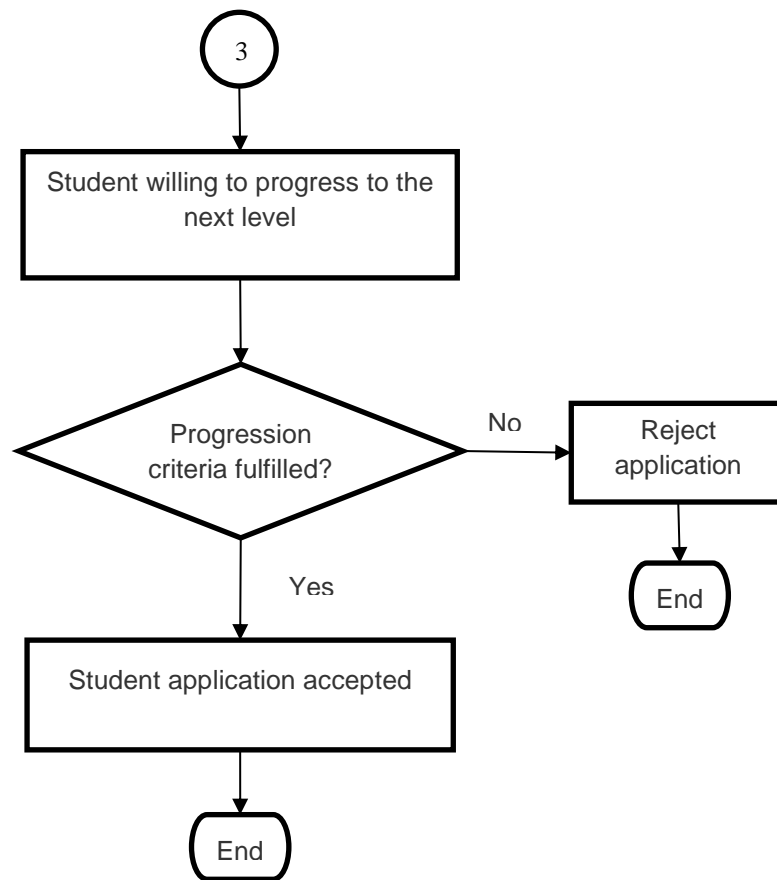 3
Student willing to progress to the
next level
Progression
criteria fulfilled?
No
Reject
application
End
Yes
Student application accepted
End